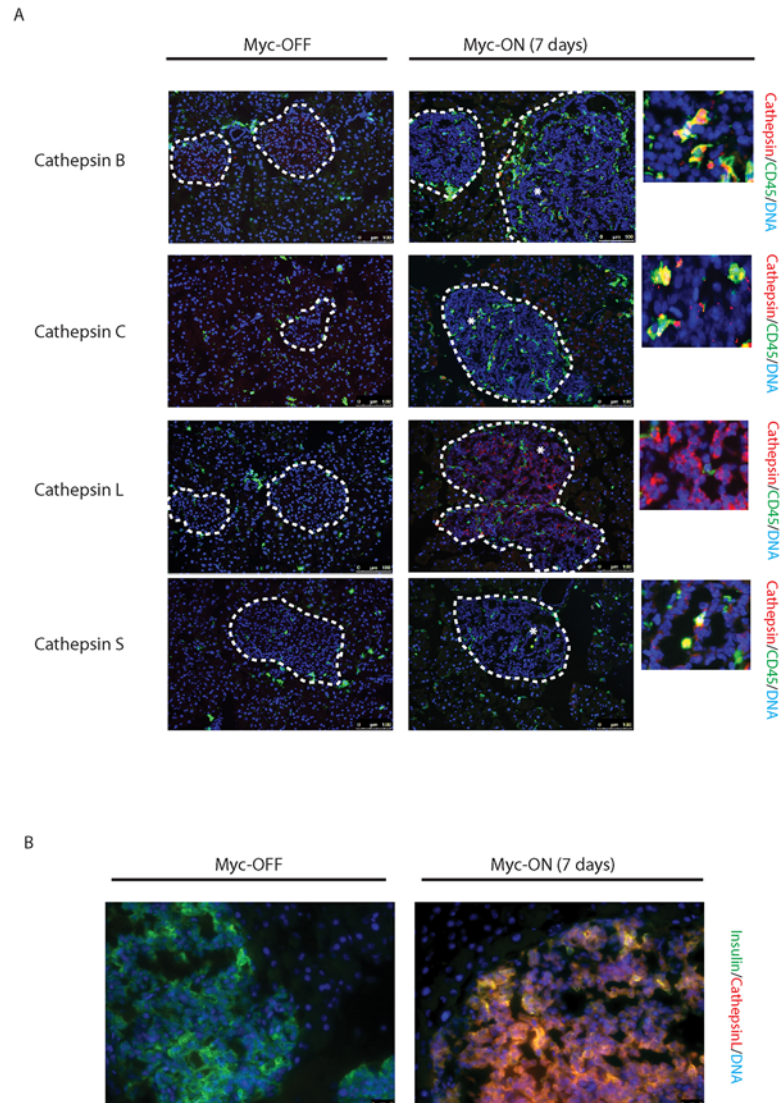 A
Myc-OFF
Myc-ON (7 days)
Cathepsin B
Cathepsin/CD45/DNA
Cathepsin C
Cathepsin/CD45/DNA
Cathepsin L
Cathepsin/CD45/DNA
Cathepsin S
Cathepsin/CD45/DNA
B
Myc-OFF
Myc-ON (7 days)
Insulin/CathepsinL/DNA